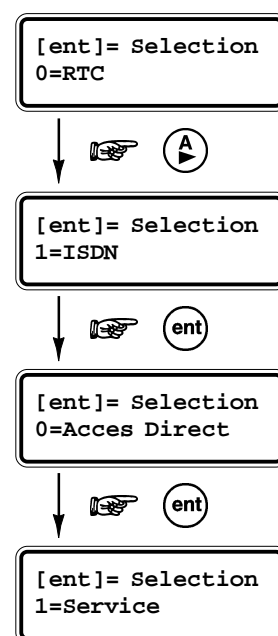 [ent]= Selection
0=RTC
A
[ent]= Selection
1=ISDN
ent
[ent]= Selection
0=Acces Direct
ent
[ent]= Selection
1=Service